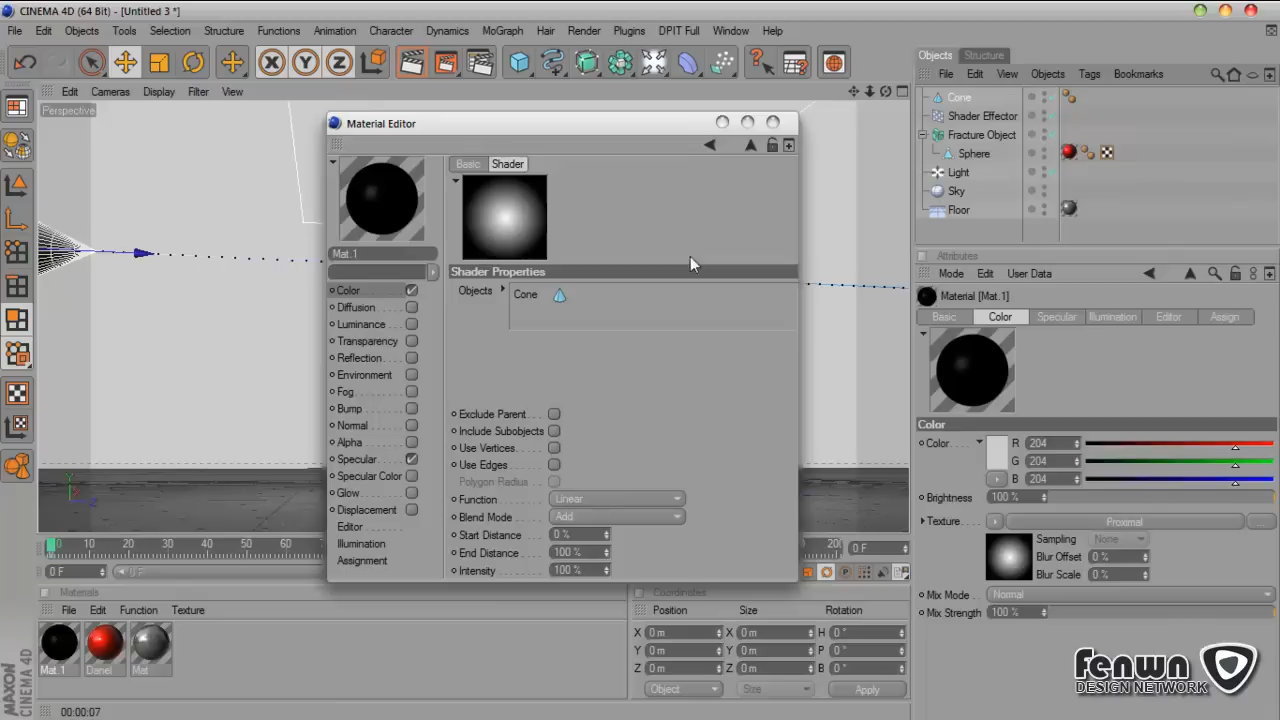 CINEMA 4D (64 Bit) - [Untitled 3 *]
File Edit Objects Tools Selection Structure Functions Animation Character Dynamics MoGraph Hair Render Plugins DPIT Full Window Help
X Y Z
Edit Cameras Display Filter View
Perspective
Material Editor
Basic Shader
Mat.1
Color
Diffusion
Luminance
Transparency
Reflection
Environment
Fog
Bump
Normal
Alpha
Specular
Specular Color
Glow
Displacement
Editor
Illumination
Assignment
Shader Properties
Objects Cone
Exclude Parent
Include Subobjects
Use Vertices
Use Edges
Polygon Radius
Function Linear
Blend Mode Add
Start Distance 0 %
End Distance 100 %
Intensity 100 %
Objects Structure
File Edit View Objects Tags Bookmarks
Cone
Shader Effector
Fracture Object
Sphere
Light
Sky
Floor
Attributes
Mode Edit User Data
Material [Mat.1]
Basic Color Specular Illumination Editor Assign
Color
Color R 204
G 204
B 204
Brightness 100 %
Texture Proximal ...
Sampling None
Blur Offset 0 %
Blur Scale 0 %
Mix Mode Normal
Mix Strength 100 %
Y
Z
0 10 20 30 40 50 60
20 0 F
0 F 0 F
P
Materials
File Edit Function Texture
Mat.1 Danel Mat
Coordinates
Position Size Rotation
X 0 m X 0 m H 0 °
Y 0 m Y 0 m P 0 °
Z 0 m Z 0 m B 0 °
Object Size Apply
MAXON
CINEMA 4D
00:00:07
fenwn
DESIGN NETWORK